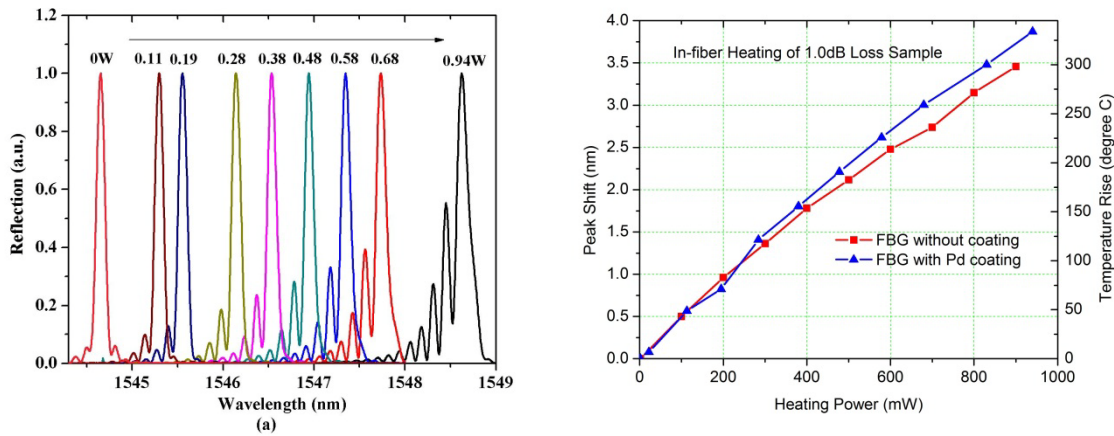 0W 0.11 0.19 0.28 0.38 0.48 0.58 0.68 0.94W
Reflection (a.u.)
1.0
0.8
0.6
0.4
0.2
0.0
1545 1546 1547 1548 1549
Wavelength (nm)
(a)
In-fiber Heating of 1.0dB Loss Sample
Peak Shift (nm)
4.0
3.5
3.0
2.5
2.0
1.5
1.0
0.5
0.0
FBG without coating
FBG with Pd coating
300
250
200
150
100
50
0
Temperature Rise (degree C)
0 200 400 600 800 1000
Heating Power (mW)